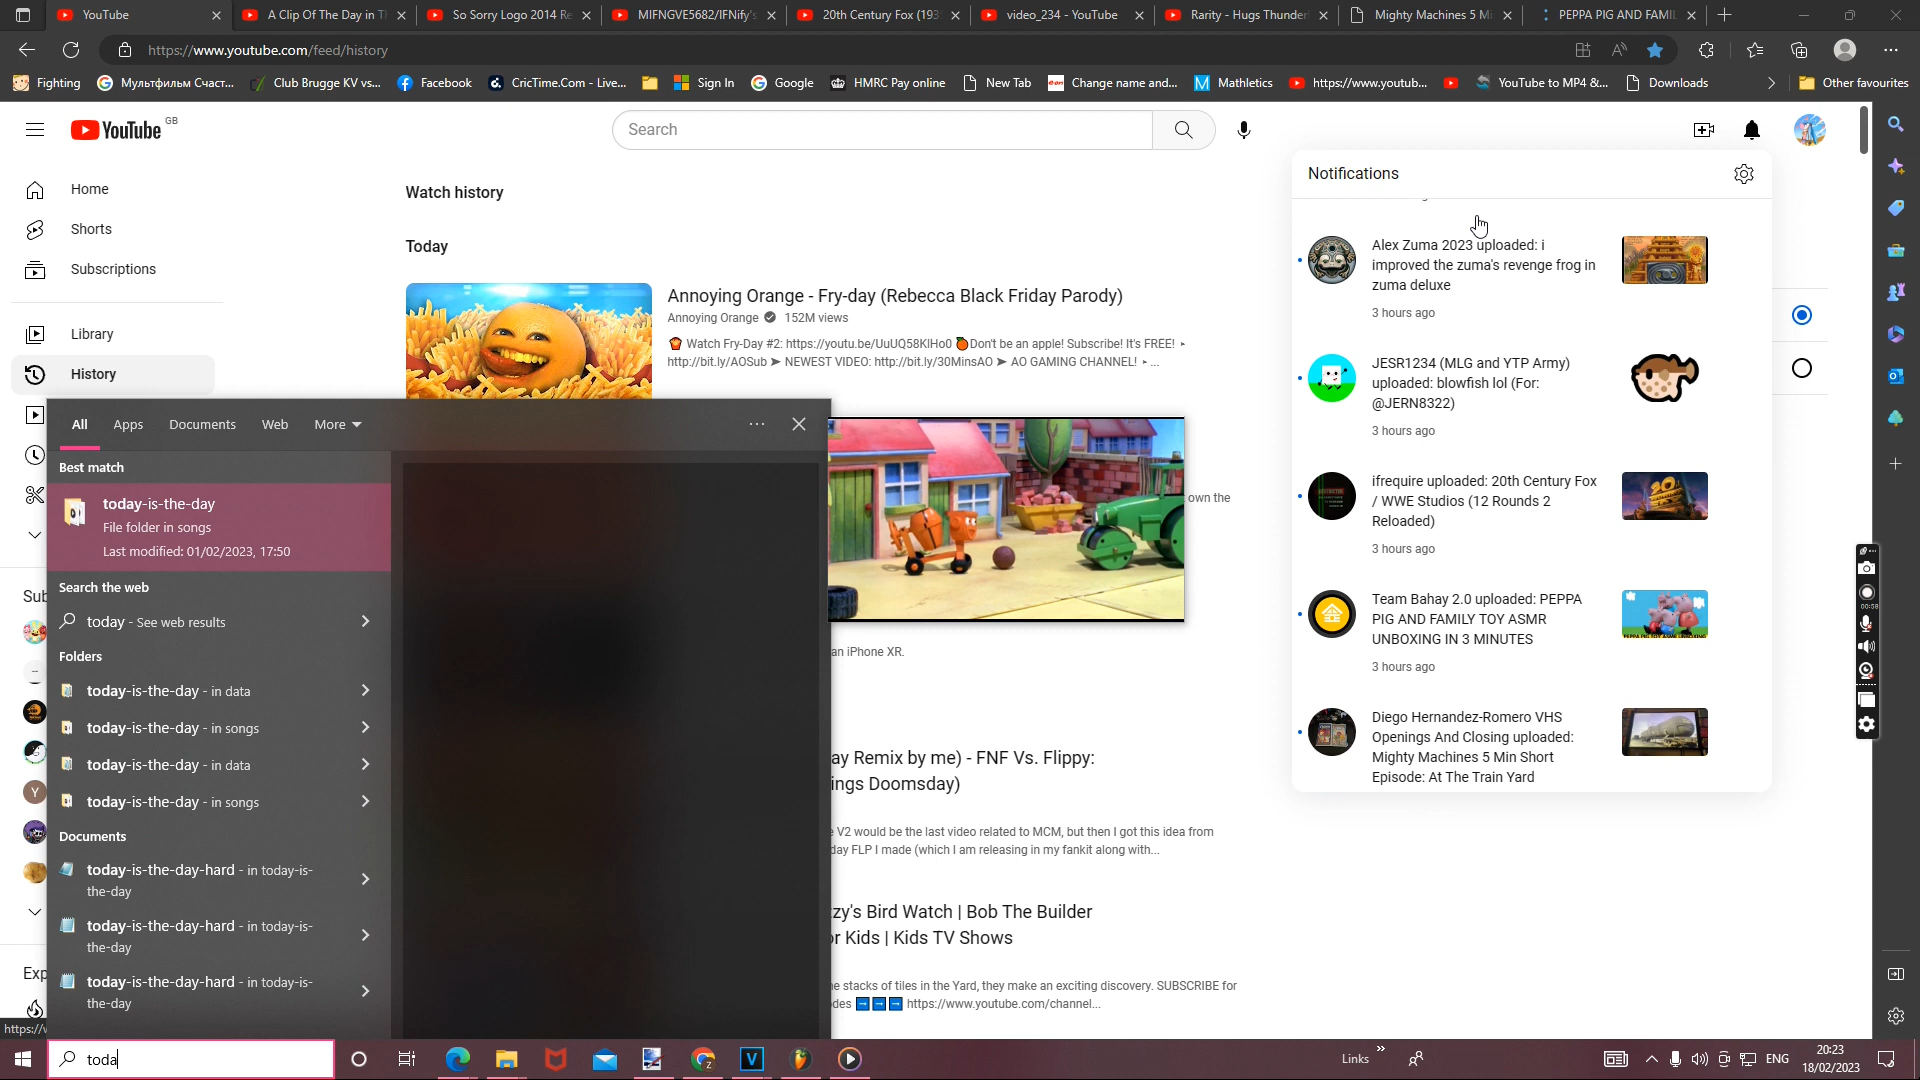 YouTube
A Clip Of The Day in T
So Sorry Logo 2014 Re
MIFNGVE5682/IFNify's
20th Century Fox (193
video_234 - YouTube
Rarity - Hugs Thunder
Mighty Machines 5 Mi
PEPPA PIG AND FAMIL
https://www.youtube.com/feed/history
Fighting
Мультфильм Счаст...
Club Brugge KV vs...
Facebook
CricTime.Com - Live...
Sign In
Google
HMRC Pay online
New Tab
Change name and...
Mathletics
https://www.youtub...
YouTube to MP4 &...
Downloads
Other favourites
YouTube GB
Search
Home
Shorts
Subscriptions
Library
History
Watch history
Today
Annoying Orange - Fry-day (Rebecca Black Friday Parody)
Annoying Orange 152M views
Watch Fry-Day #2: https://youtu.be/UuUQ58KlHo0 Don't be an apple! Subscribe! It's FREE!
http://bit.ly/AOSub ➤ NEWEST VIDEO: http://bit.ly/30MinsAO ➤ AO GAMING CHANNEL! ...
own the
an iPhone XR.
ay Remix by me) - FNF Vs. Flippy:
ings Doomsday)
V2 would be the last video related to MCM, but then I got this idea from
day FLP I made (which I am releasing in my fankit along with...
zy's Bird Watch | Bob The Builder
or Kids | Kids TV Shows
e stacks of tiles in the Yard, they make an exciting discovery. SUBSCRIBE for
des https://www.youtube.com/channel...
Notifications
Alex Zuma 2023 uploaded: i
improved the zuma's revenge frog in
zuma deluxe
3 hours ago
JESR1234 (MLG and YTP Army)
uploaded: blowfish lol (For:
@JERN8322)
3 hours ago
ifrequire uploaded: 20th Century Fox
/ WWE Studios (12 Rounds 2
Reloaded)
3 hours ago
Team Bahay 2.0 uploaded: PEPPA
PIG AND FAMILY TOY ASMR
UNBOXING IN 3 MINUTES
3 hours ago
Diego Hernandez-Romero VHS
Openings And Closing uploaded:
Mighty Machines 5 Min Short
Episode: At The Train Yard
All
Apps
Documents
Web
More
Best match
today-is-the-day
File folder in songs
Last modified: 01/02/2023, 17:50
Search the web
today - See web results
Folders
today-is-the-day - in data
today-is-the-day - in songs
today-is-the-day - in data
today-is-the-day - in songs
Documents
today-is-the-day-hard - in today-is-
the-day
today-is-the-day-hard - in today-is-
the-day
today-is-the-day-hard - in today-is-
the-day
Sub
Y
Exp
https://w
toda
Links
ENG
20:23
18/02/2023